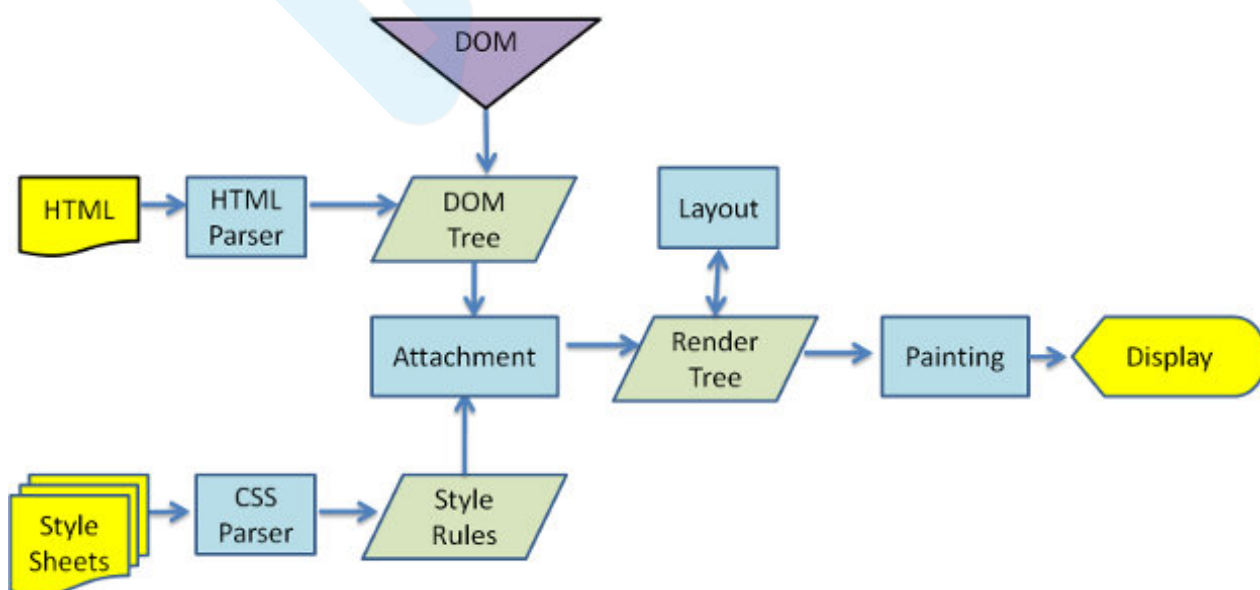 DOM
HTML
HTML
Parser
DOM
Tree
Layout
Attachment
Render
Tree
Painting
Display
Style
Sheets
CSS
Parser
Style
Rules